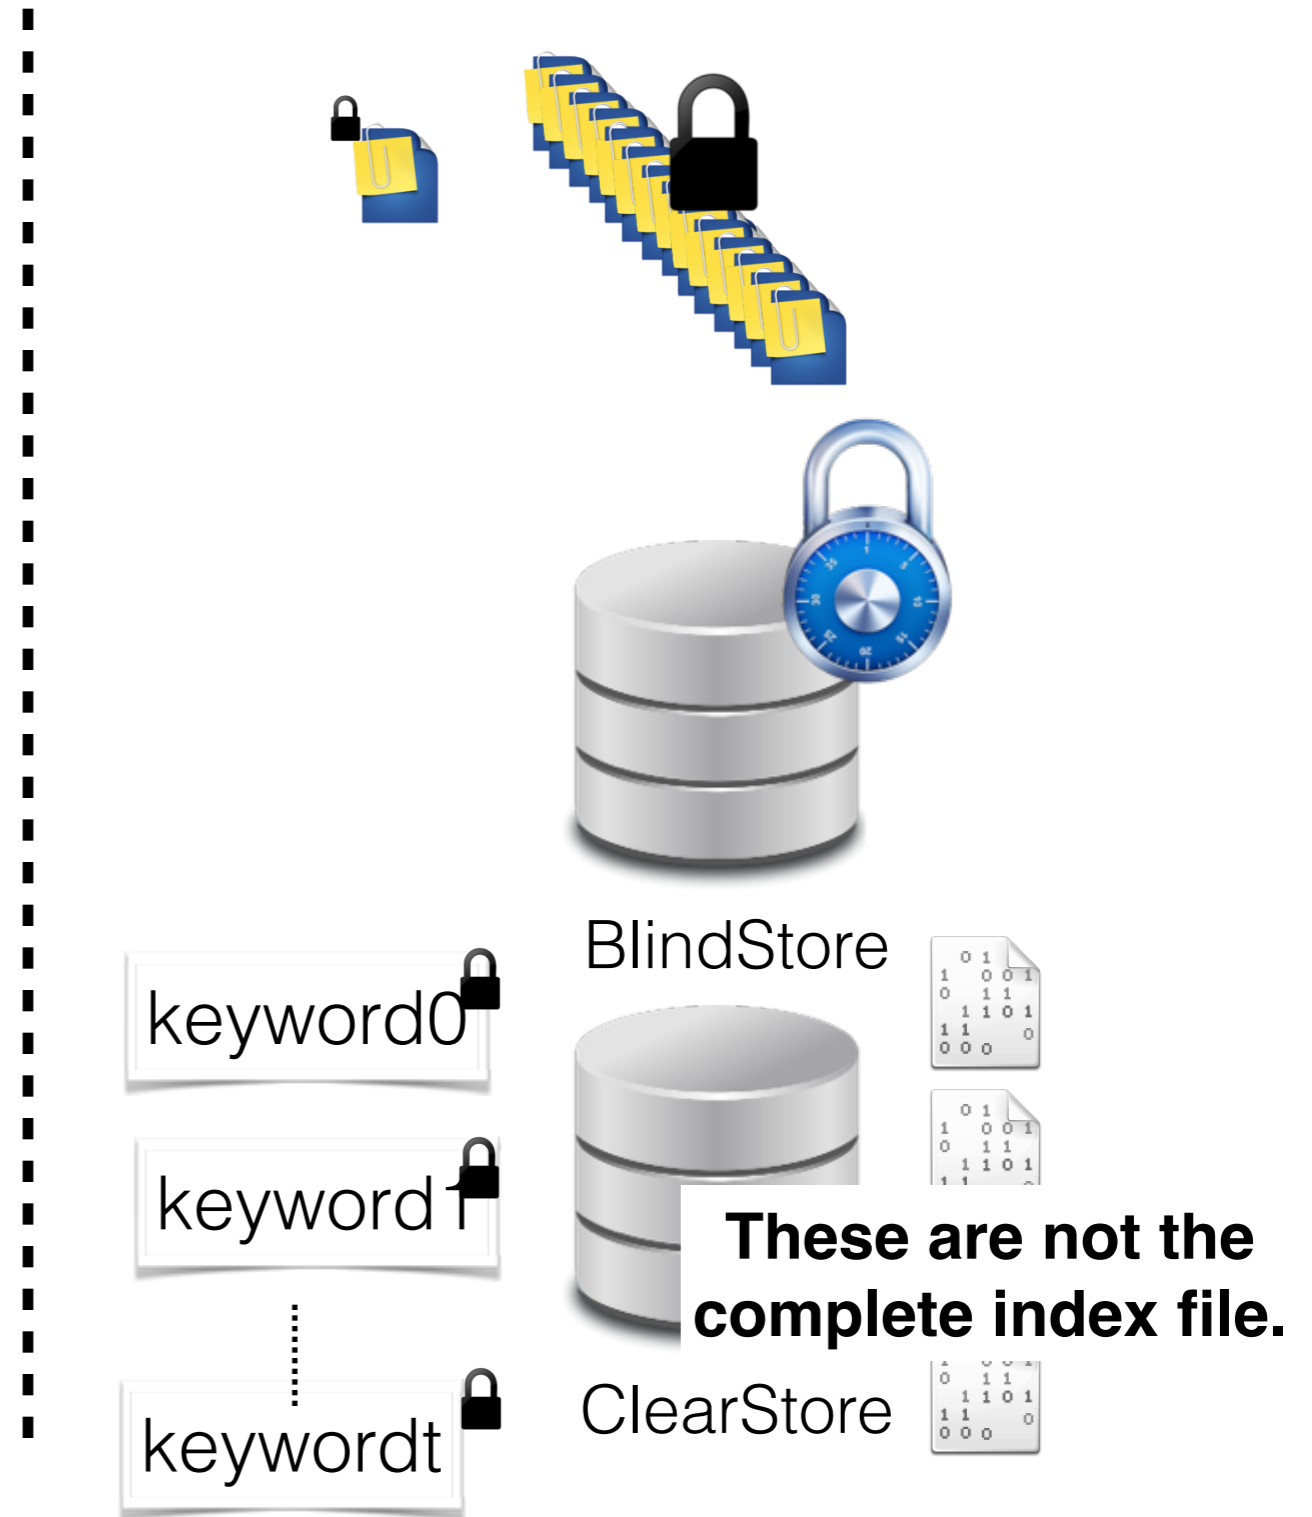 BlindStore
keyword0
keyword1
These are not the
complete index file.
ClearStore
keywordt